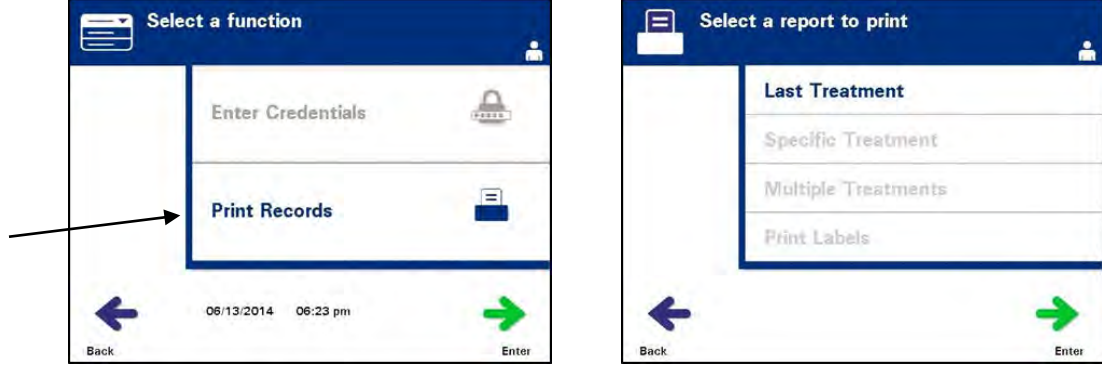 Select a function
Enter Credentials
Print Records
06/13/2014 06:23 pm
Back Enter
Select a report to print
Last Treatment
Specific Treatment
Multiple Treatments
Print Labels
Back Enter